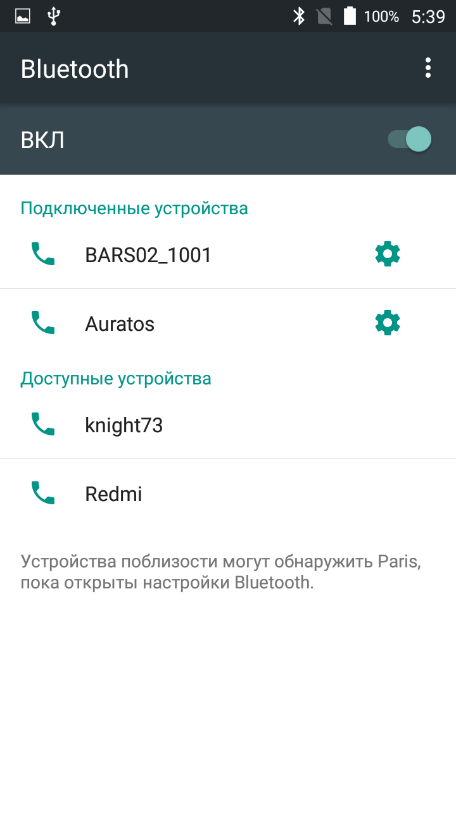 100% 5:39
Bluetooth
ВКЛ
Подключенные устройства
BARS02_1001
Auratos
Доступные устройства
knight73
Redmi
Устройства поблизости могут обнаружить Paris,
пока открыты настройки Bluetooth.